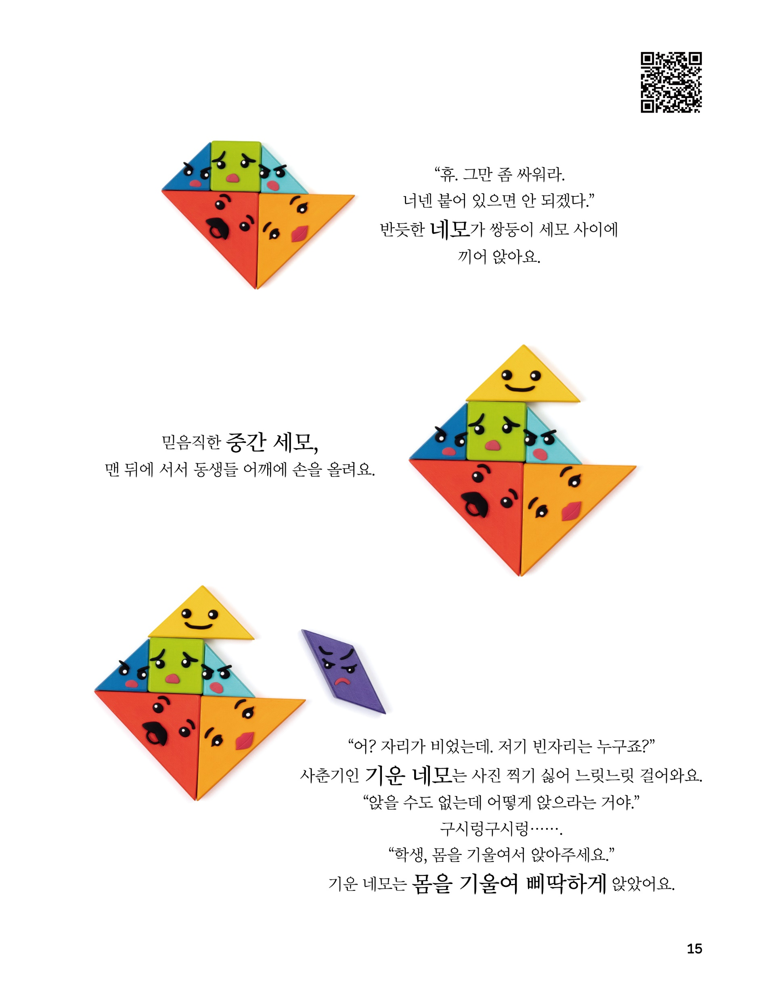 “휴. 그만 좀 싸워라.
너넨 붙어 있으면 안 되겠다.”
반듯한 네모가 쌍둥이 세모 사이에
끼어 앉아요.
믿음직한 중간 세모,
맨 뒤에 서서 동생들 어깨에 손을 올려요.
“어? 자리가 비었는데. 저기 빈자리는 누구죠?”
사춘기인 기운 네모는 사진 찍기 싫어 느릿느릿 걸어와요.
“앉을 수도 없는데 어떻게 앉으라는 거야.”
구시렁구시렁…….
“학생, 몸을 기울여서 앉아주세요.”
기운 네모는 몸을 기울여 삐딱하게 앉았어요.
15